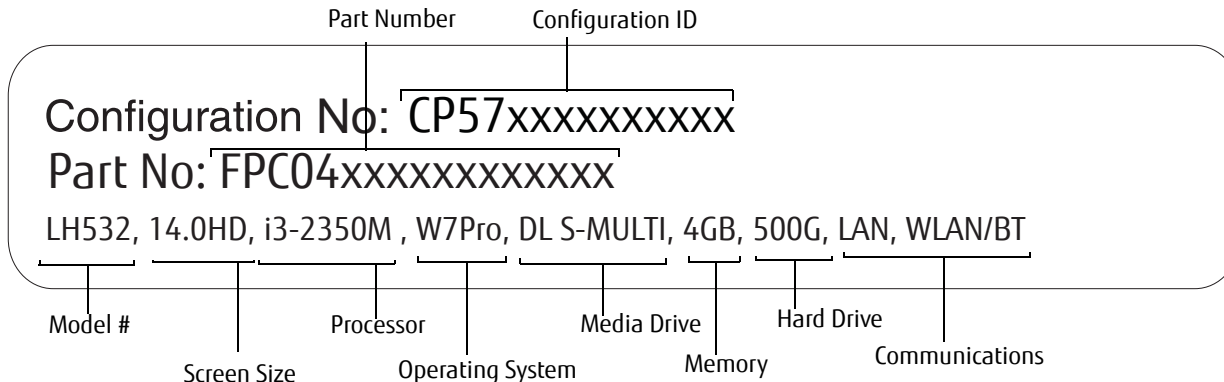 Part Number
Configuration ID
Configuration No: CP57xxxxxxxxxx
Part No: FPC04xxxxxxxxxxxxx
LH532, 14.0HD, i3-2350M , W7Pro, DL S-MULTI, 4GB, 500G, LAN, WLAN/BT
Model #
Processor
Media Drive
Hard Drive
Screen Size
Operating System
Memory
Communications